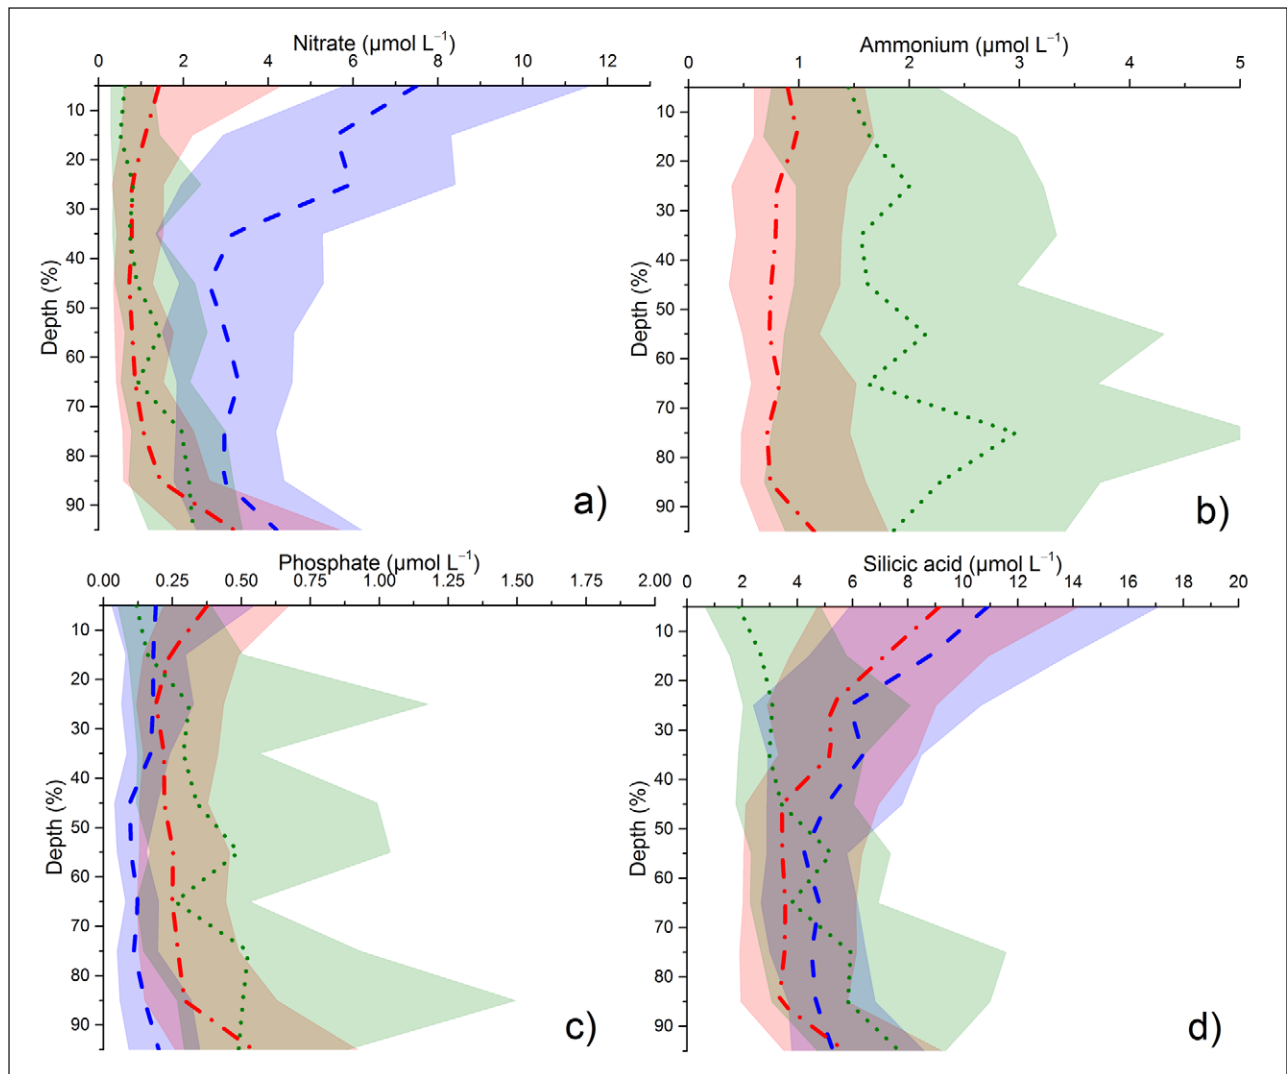 Nitrate (µmol L⁻¹)
0 2 4 6 8 10 12
Depth (%)
10
20
30
40
50
60
70
80
90
a)
Ammonium (µmol L⁻¹)
0 1 2 3 4 5
Depth (%)
10
20
30
40
50
60
70
80
90
b)
Phosphate (µmol L⁻¹)
0.00 0.25 0.50 0.75 1.00 1.25 1.50 1.75 2.00
Depth (%)
10
20
30
40
50
60
70
80
90
c)
Silicic acid (µmol L⁻¹)
0 2 4 6 8 10 12 14 16 18 20
Depth (%)
10
20
30
40
50
60
70
80
90
d)